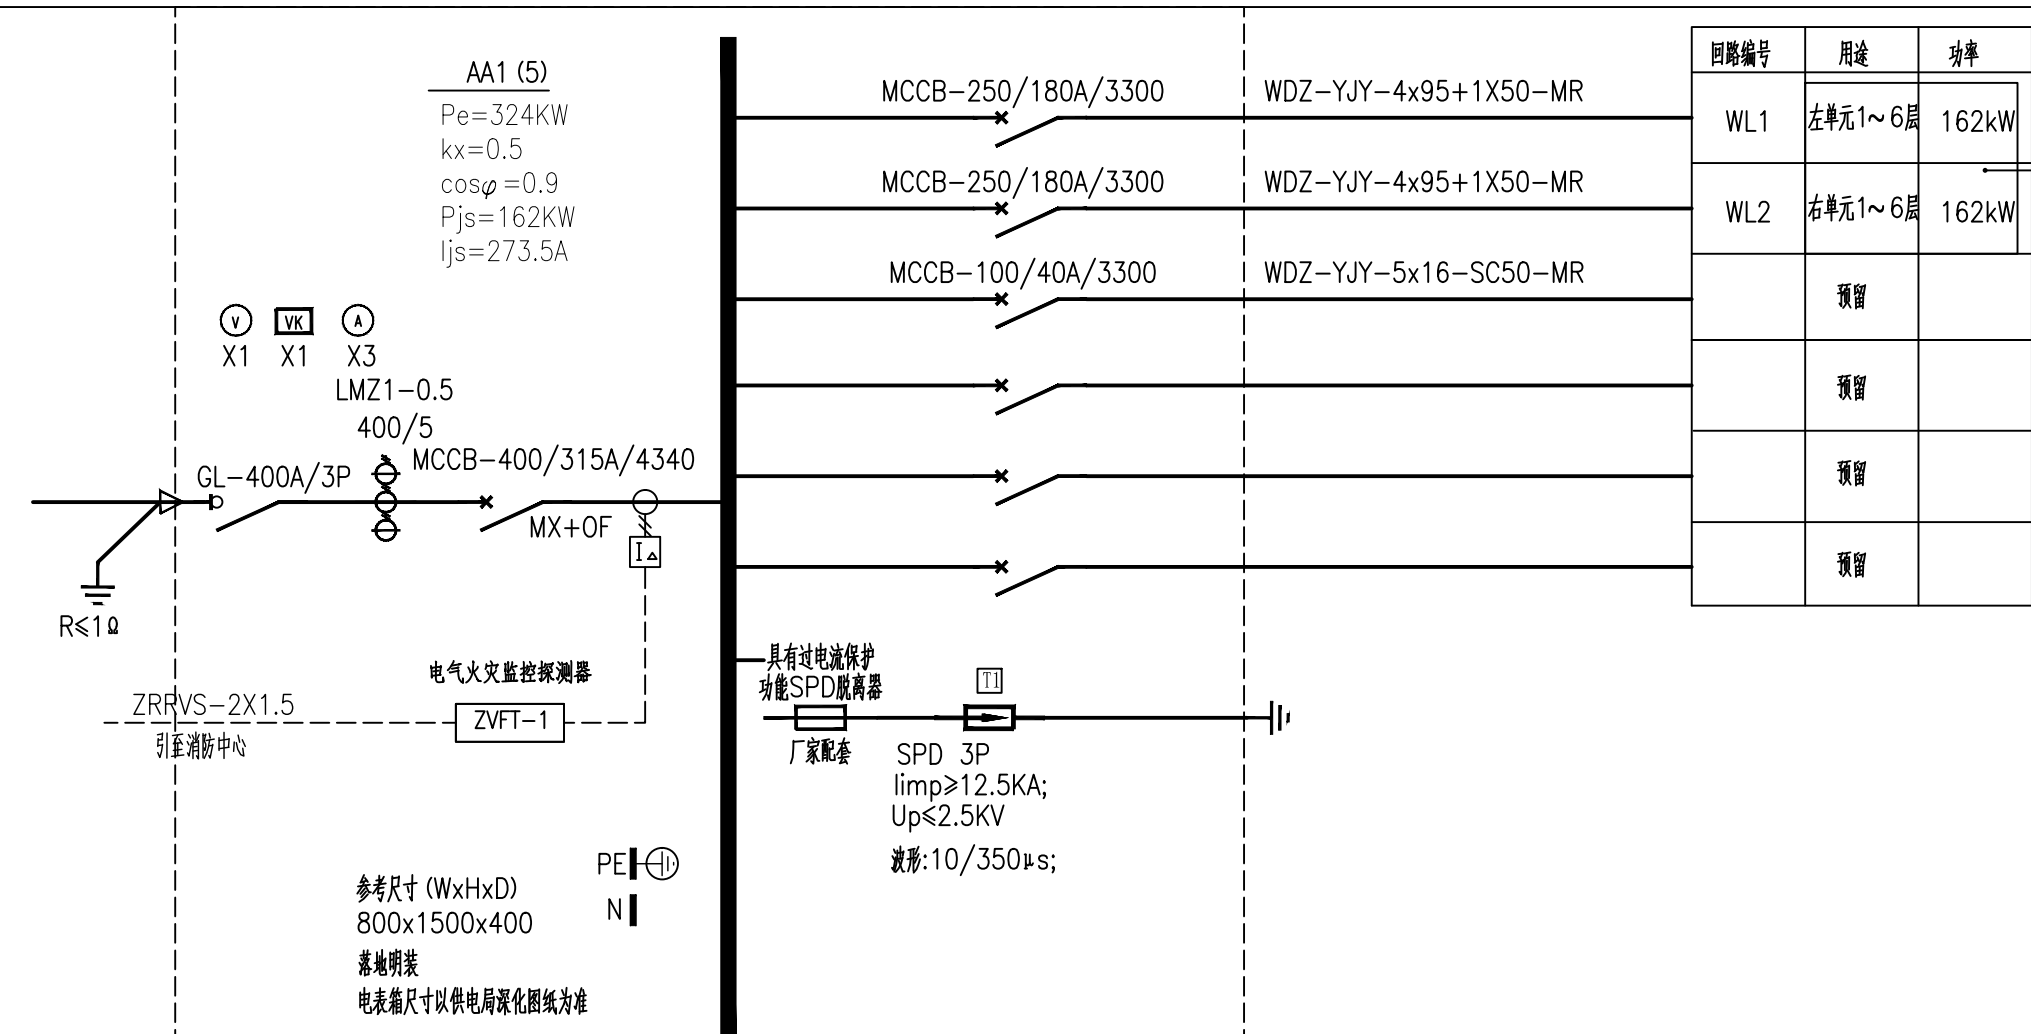 AA1 (5)
Pe=324KW
kx=0.5
cosφ=0.9
Pjs=162KW
Ijs=273.5A
V
VK
A
X1
X1
X3
LMZ1-0.5
400/5
GL-400A/3P
MCCB-400/315A/4340
MX+OF
I△
R≤1Ω
电气火灾监控探测器
ZRRVS-2X1.5
ZVFT-1
引至消防中心
PE
N
参考尺寸(WxHxD)
800x1500x400
落地明装
电表箱尺寸以供电局深化图纸为准
MCCB-250/180A/3300
WDZ-YJY-4x95+1X50-MR
MCCB-250/180A/3300
WDZ-YJY-4x95+1X50-MR
MCCB-100/40A/3300
WDZ-YJY-5x16-SC50-MR
具有过电流保护
功能SPD脱离器
T1
厂家配套
SPD 3P
Iimp≥12.5KA;
Up≤2.5KV
波形:10/350μs;
回路编号 用途 功率
WL1 左单元1~6层 162kW
WL2 右单元1~6层 162kW
预留
预留
预留
预留